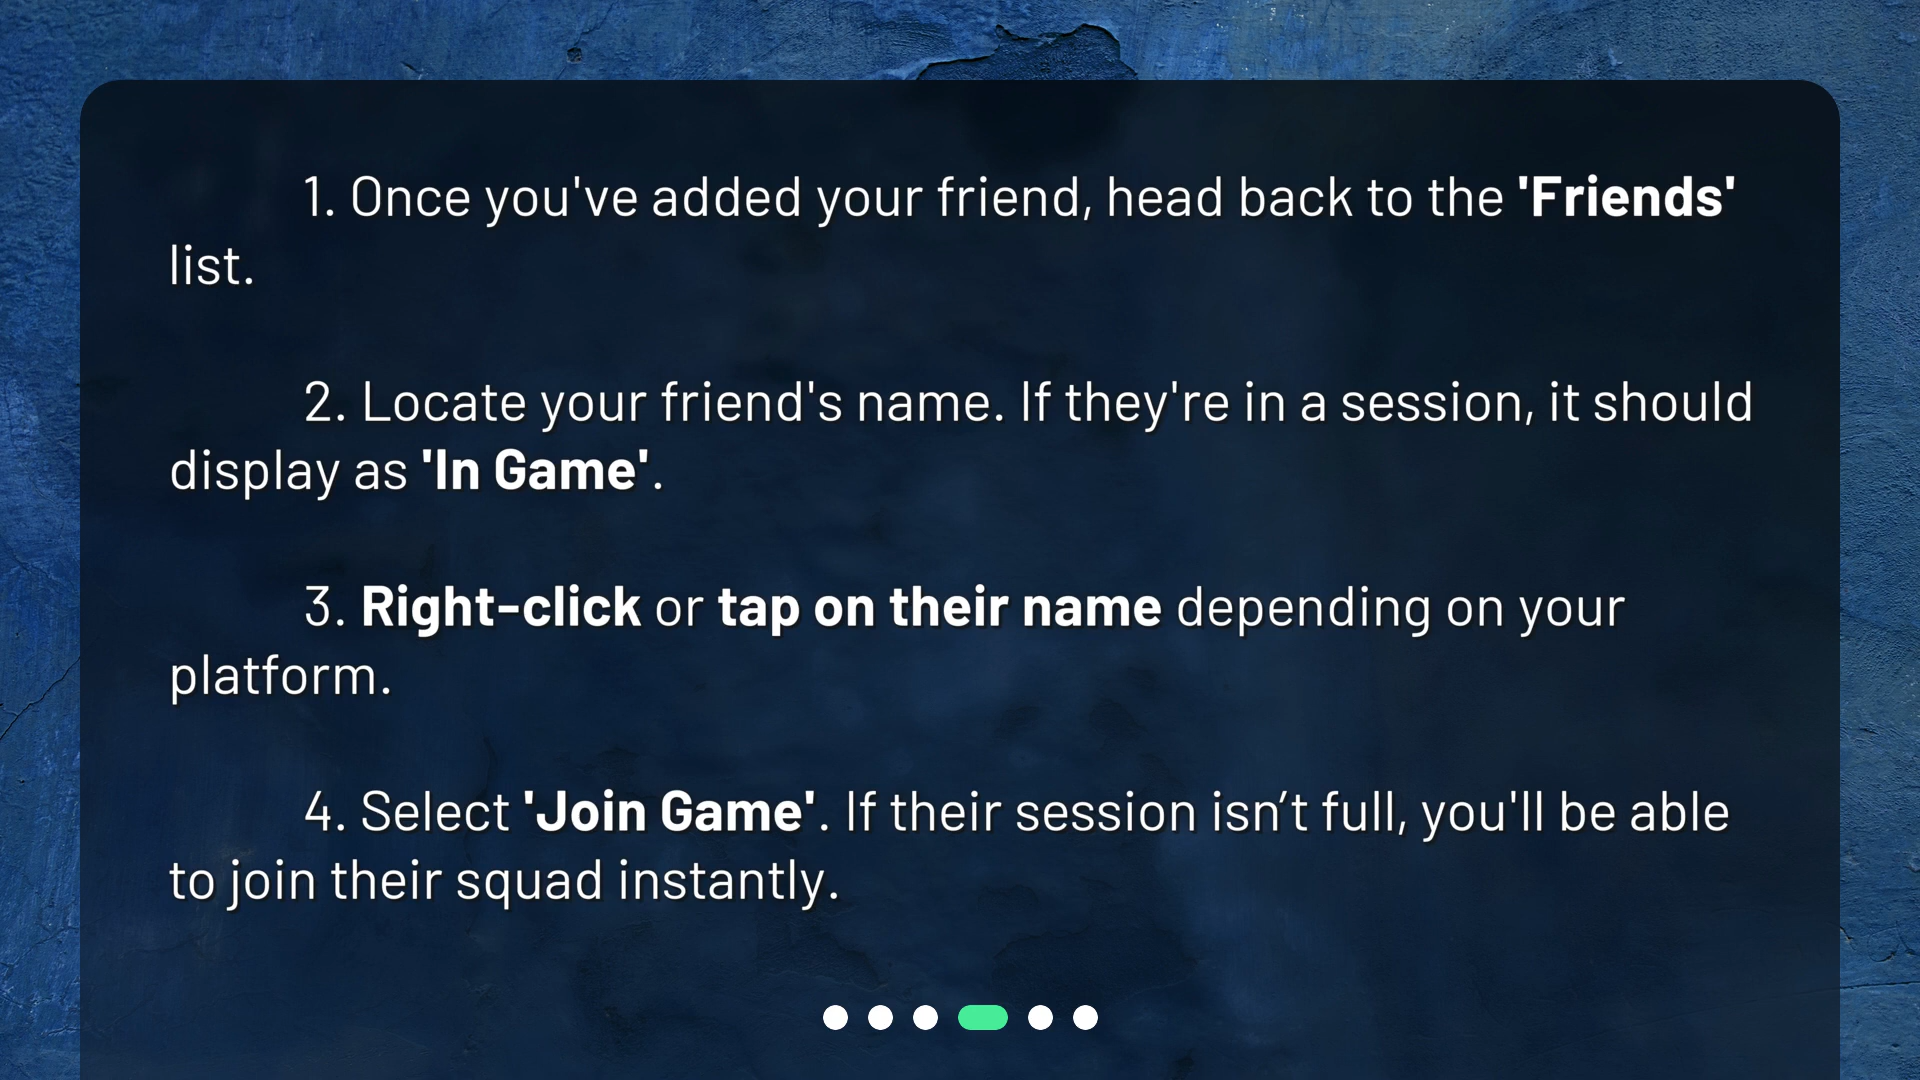 1. Once you've added your friend, head back to the 'Friends'
list.
2. Locate your friend's name. If they're in a session, it should
display as 'In Game'.
3. Right-click or tap on their name depending on your
platform.
4. Select 'Join Game'. If their session isn’t full, you'll be able
to join their squad instantly.